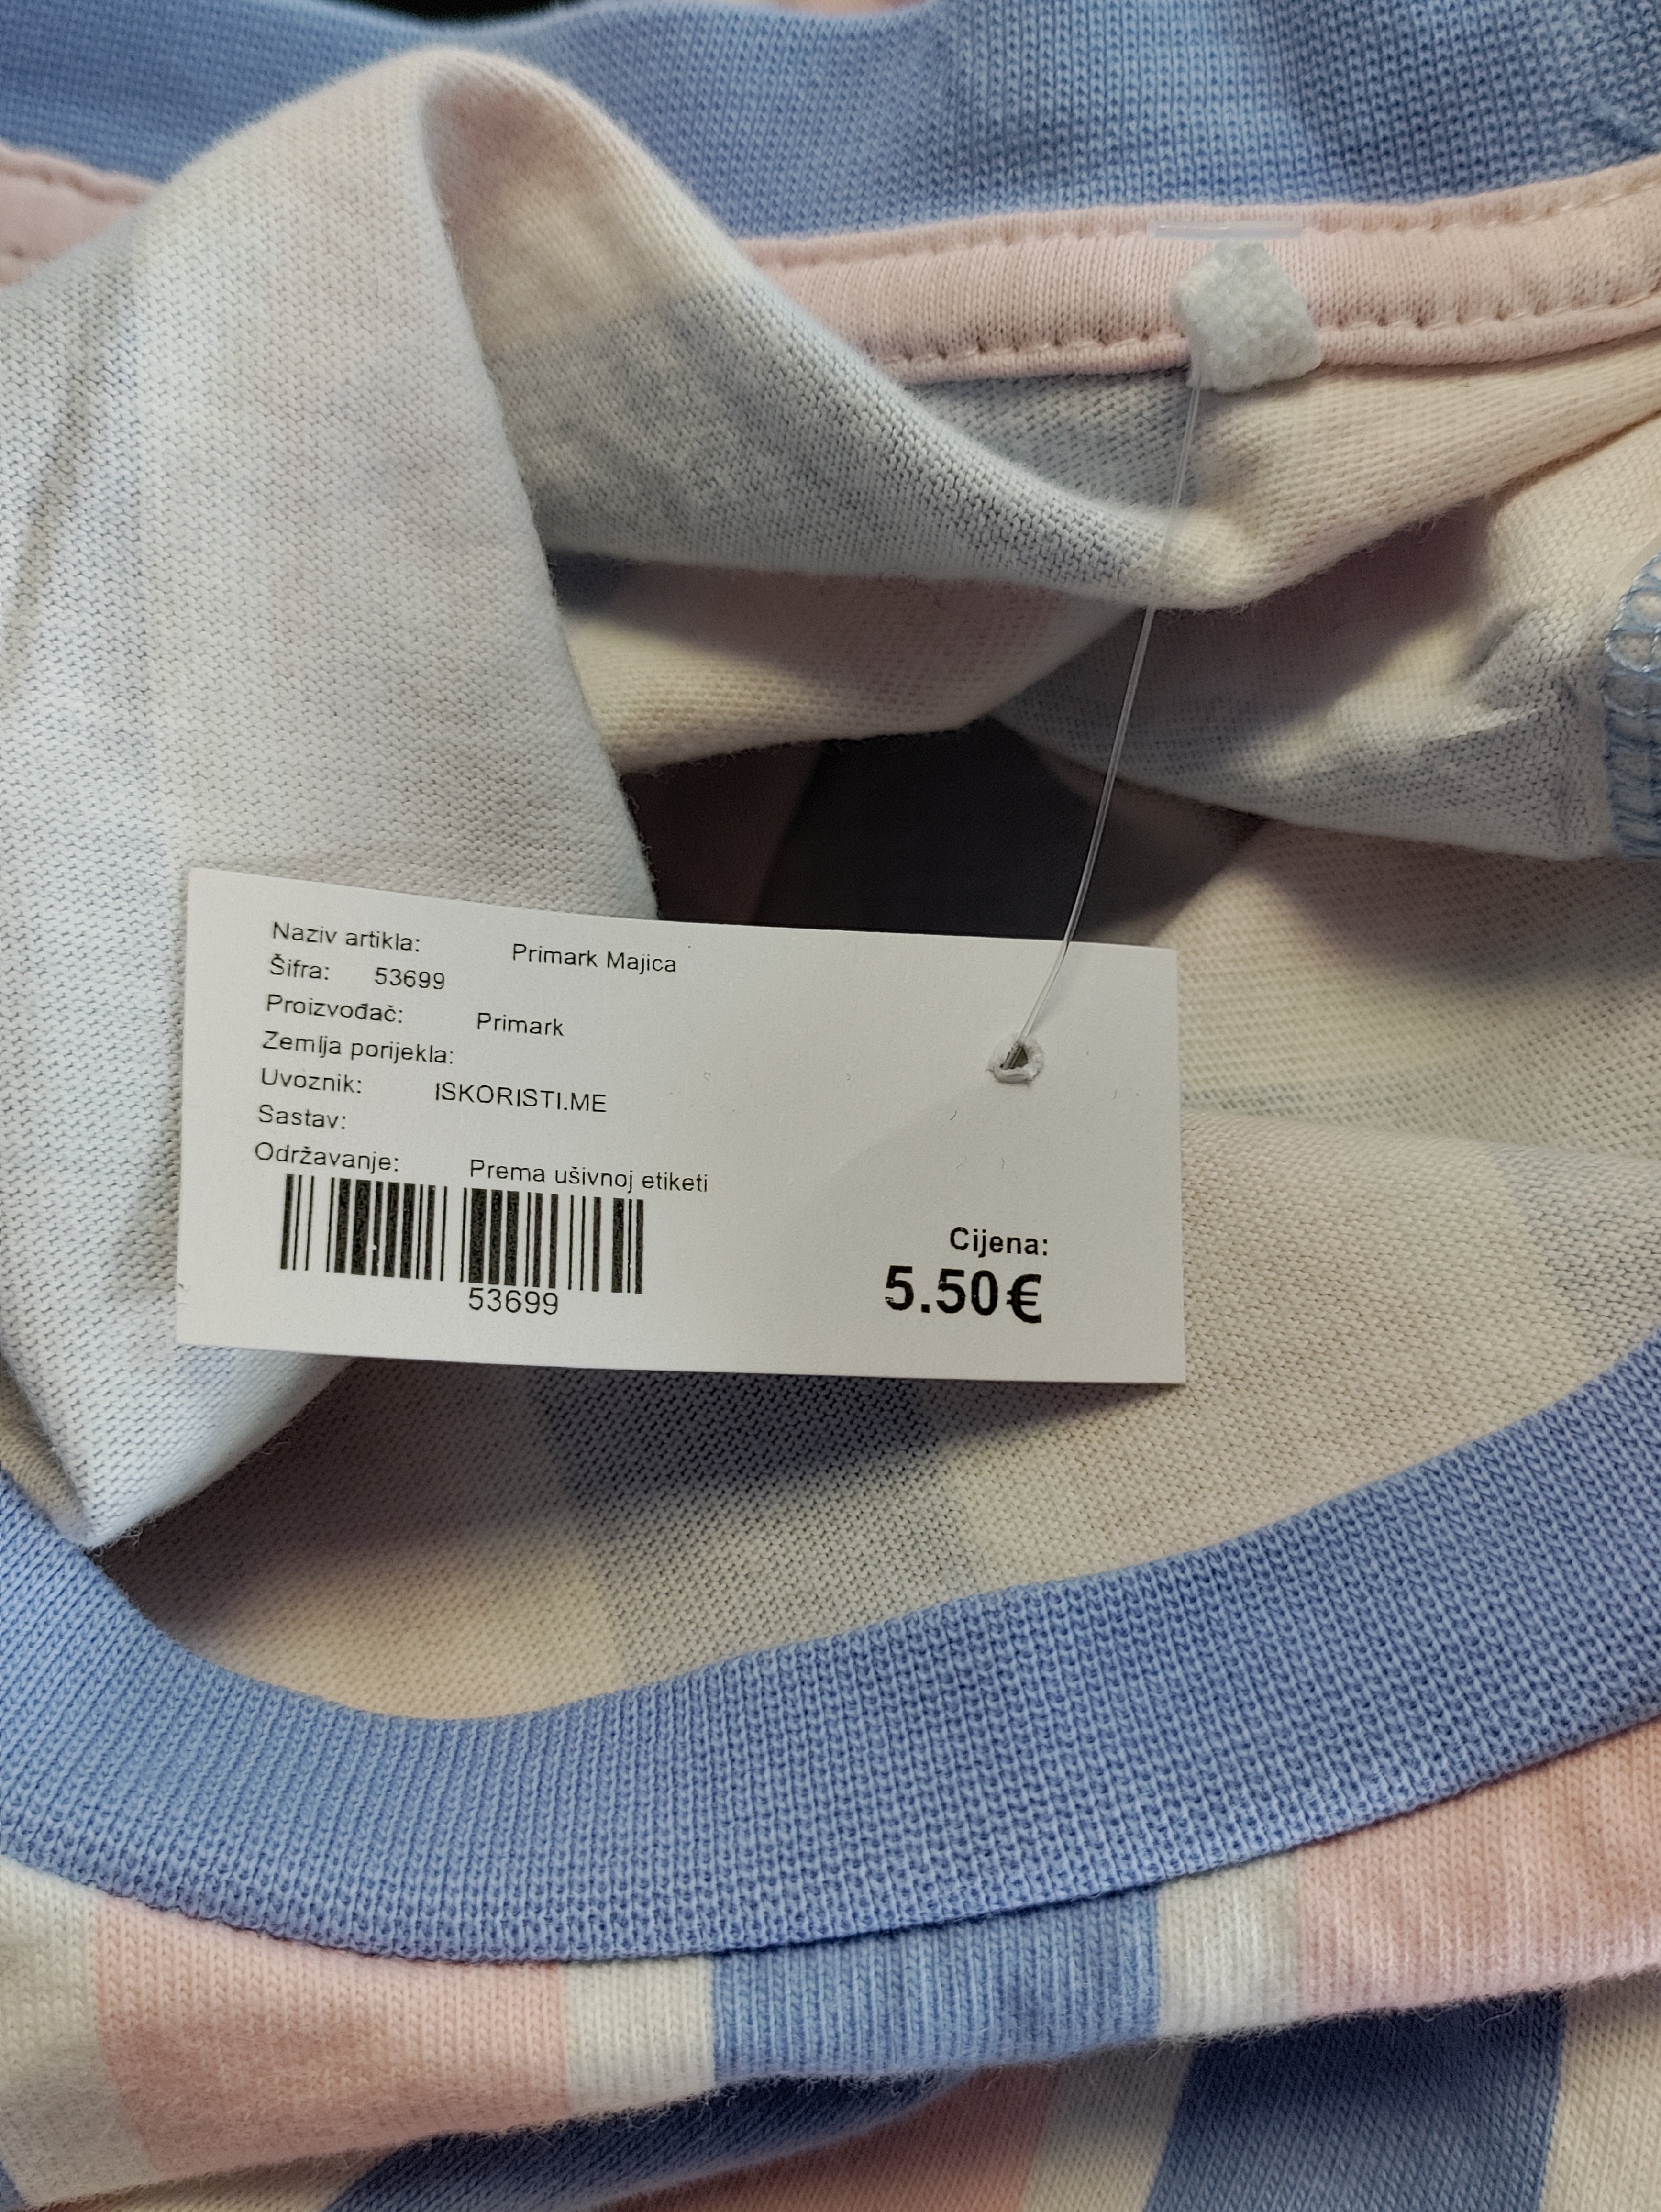 Naziv artikla: Primark Majica
Šifra: 53699
Proizvođač: Primark
Zemlja porijekla:
Uvoznik: ISKORISTI.ME
Sastav:
Održavanje: Prema ušivnoj etiketi
53699
Cijena:
5.50€